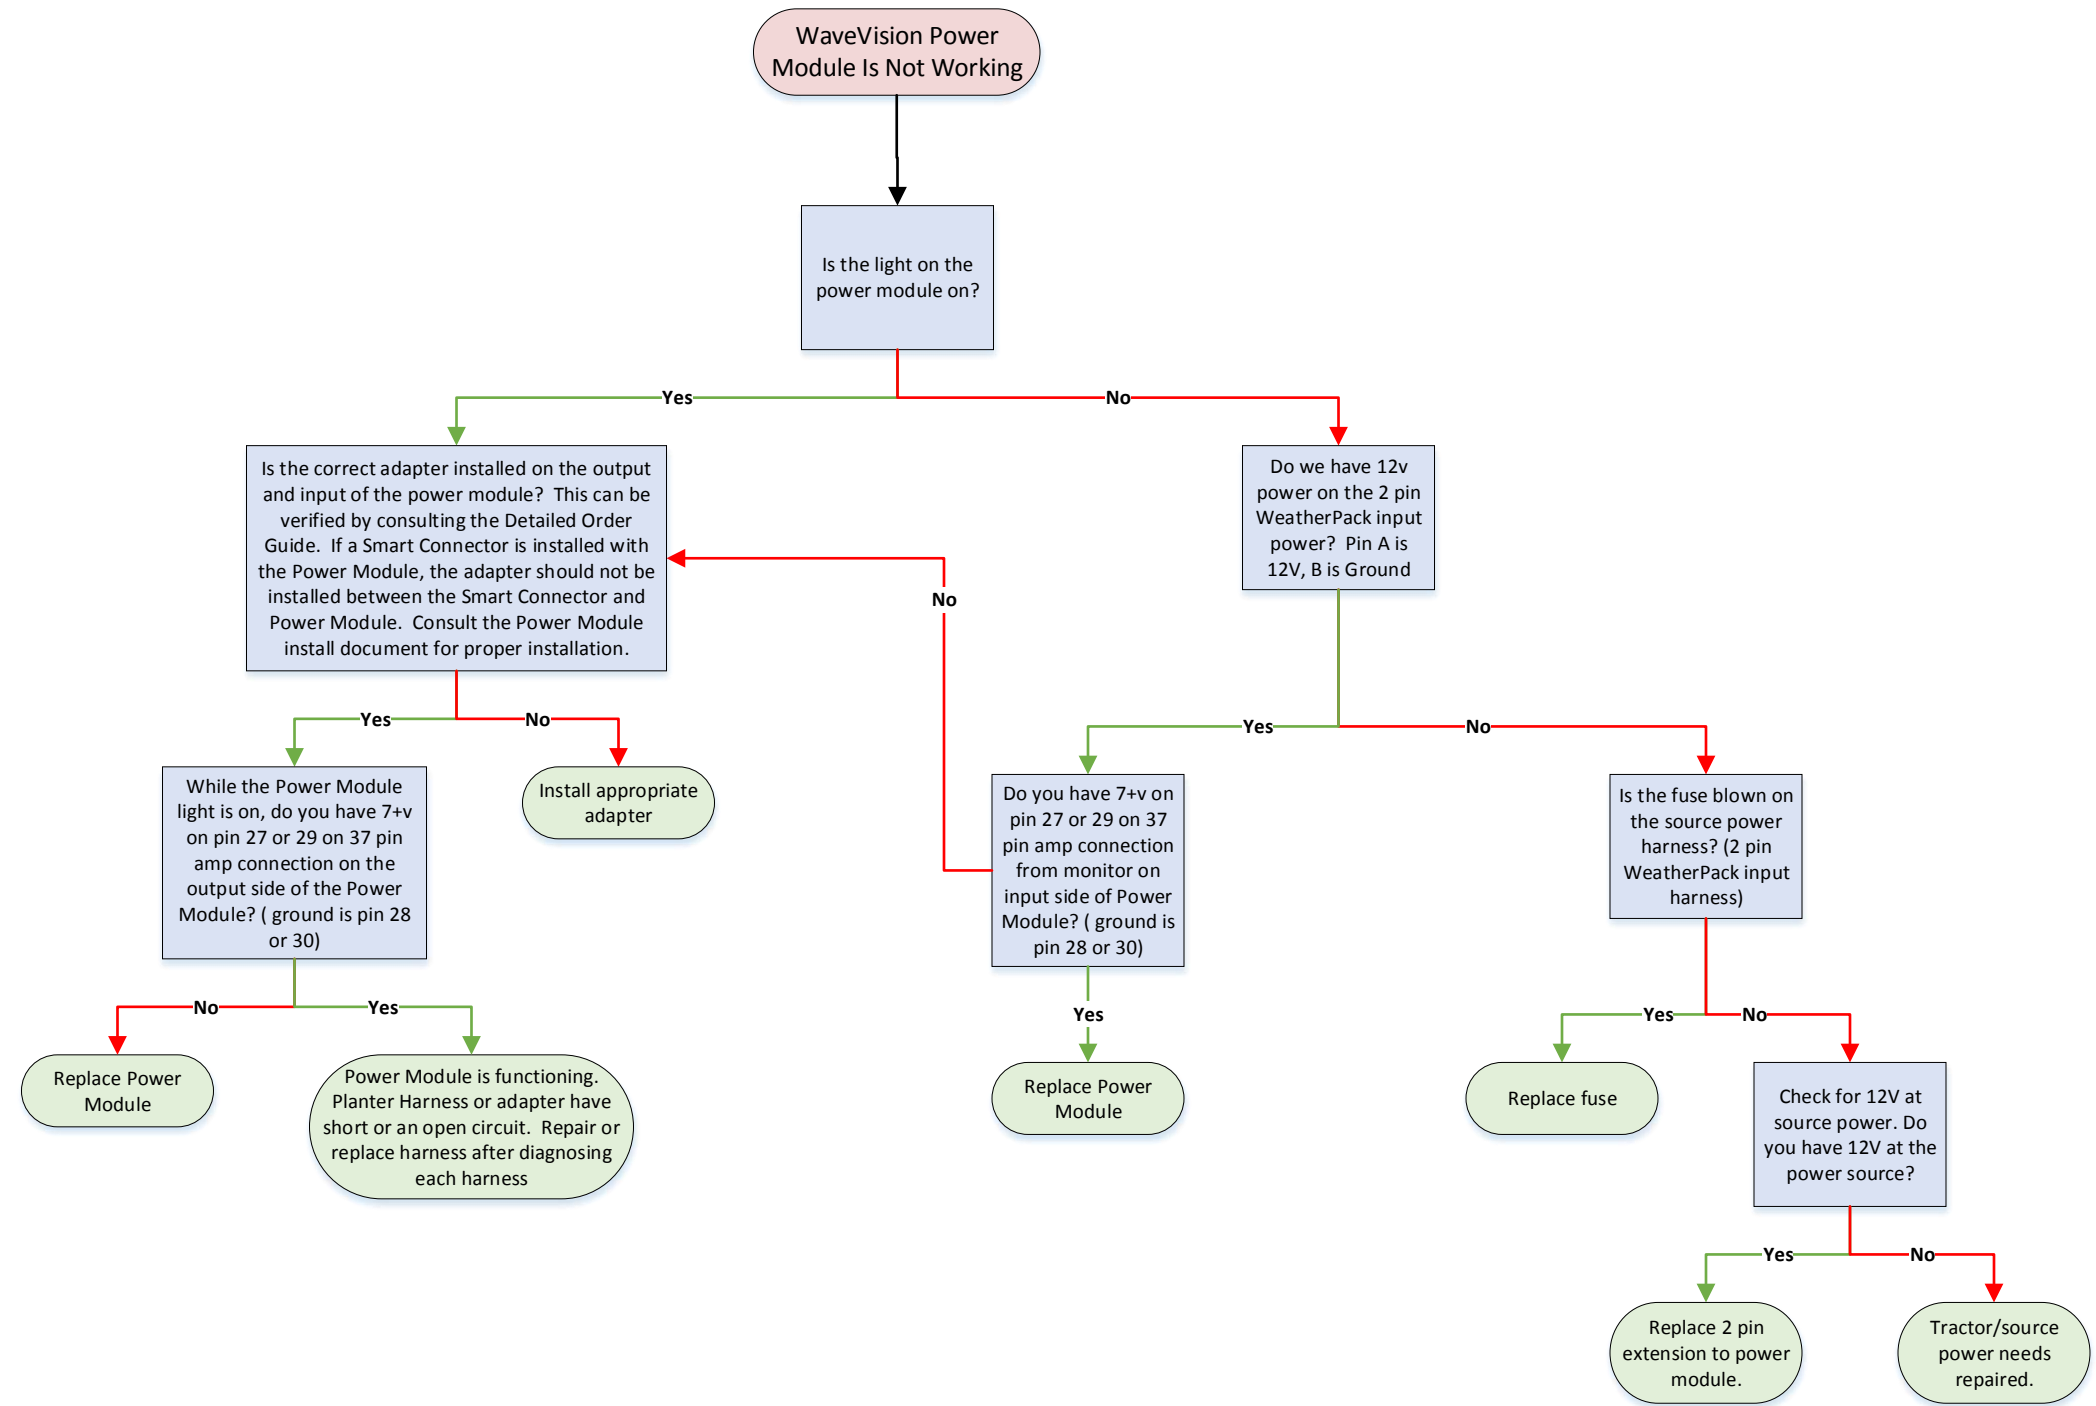 WaveVision Power
Module Is Not Working
Is the light on the
power module on?
Yes
No
Is the correct adapter installed on the output
and input of the power module?  This can be
verified by consulting the Detailed Order
Guide.  If a Smart Connector is installed with
the Power Module, the adapter should not be
installed between the Smart Connector and
Power Module.  Consult the Power Module
install document for proper installation.
Do we have 12v
power on the 2 pin
WeatherPack input
power?  Pin A is
12V, B is Ground
No
Yes
No
Yes
No
While the Power Module
light is on, do you have 7+v
on pin 27 or 29 on 37 pin
amp connection on the
output side of the Power
Module? ( ground is pin 28
or 30)
Install appropriate
adapter
Do you have 7+v on
pin 27 or 29 on 37
pin amp connection
from monitor on
input side of Power
Module? ( ground is
pin 28 or 30)
Is the fuse blown on
the source power
harness? (2 pin
WeatherPack input
harness)
No
Yes
Yes
Yes
No
Replace Power
Module
Power Module is functioning.
Planter Harness or adapter have
short or an open circuit.  Repair or
replace harness after diagnosing
each harness
Replace Power
Module
Replace fuse
Check for 12V at
source power. Do
you have 12V at the
power source?
Yes
No
Replace 2 pin
extension to power
module.
Tractor/source
power needs
repaired.